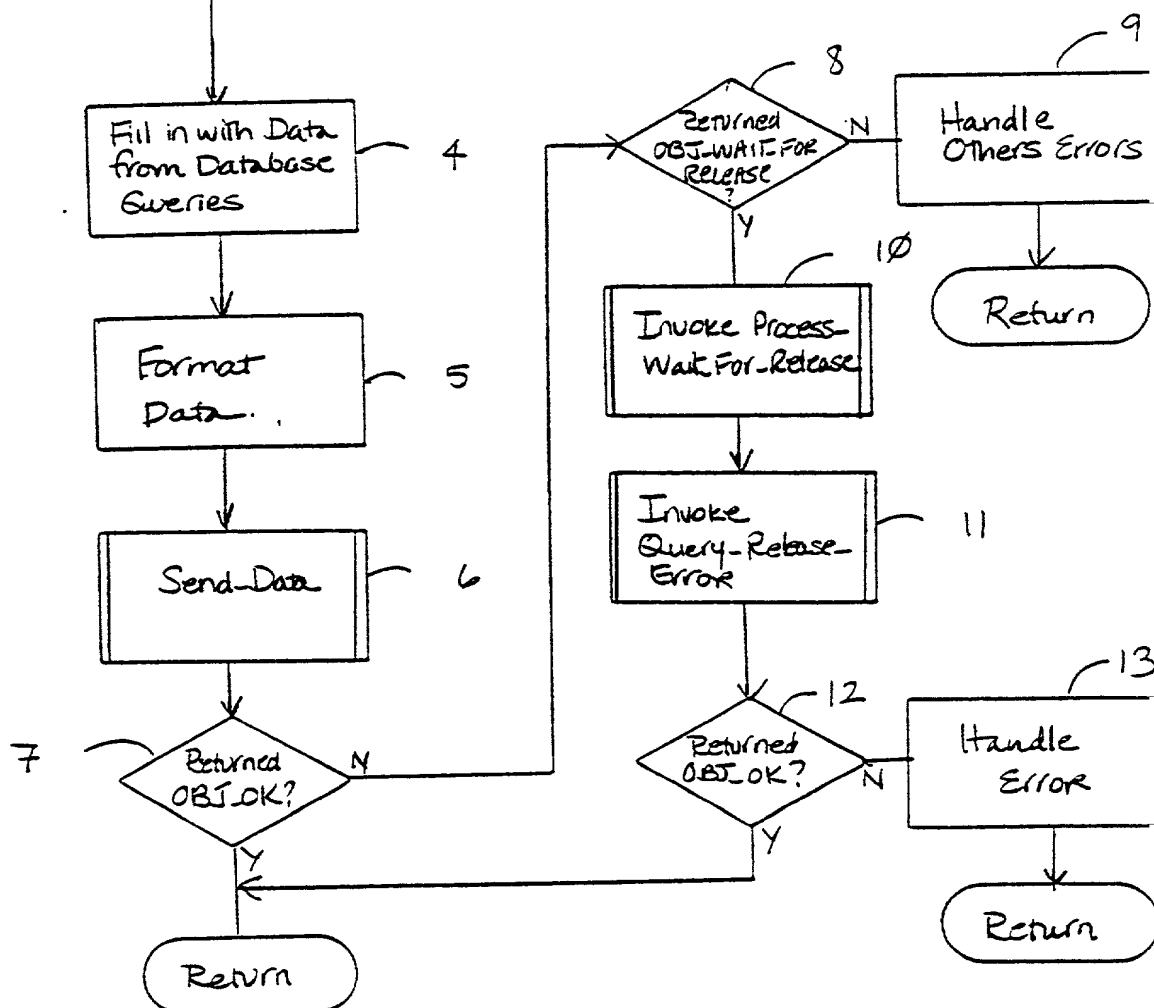 Fill in with Data
from Database
Queries
4
Format
Data.
5
Send_Data
6
7
Returned
OBJ_OK?
N
Y
Return
8
Returned
OBJ_WAIT_FOR
RELEASE
?
N
Y
9
Handle
Others Errors
Return
10
Invoke Process_
Wait_For_Release
Invoke
Query_Release_
Error
11
12
Returned
OBJ_OK?
N
Y
13
Handle
Error
Return